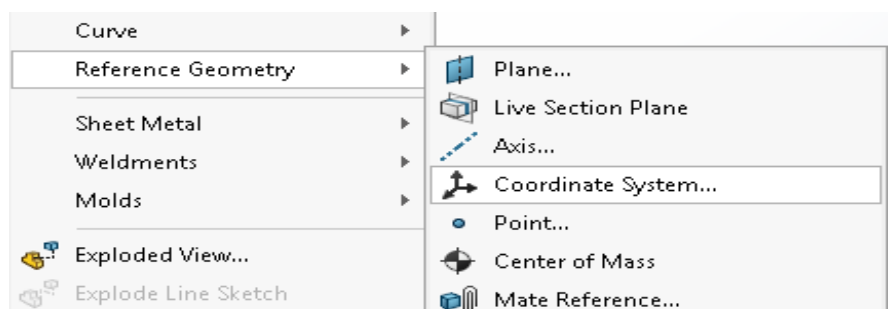 Curve
Reference Geometry
Sheet Metal
Weldments
Molds
Exploded View...
Explode Line Sketch
Plane...
Live Section Plane
Axis...
Coordinate System...
Point...
Center of Mass
Mate Reference...